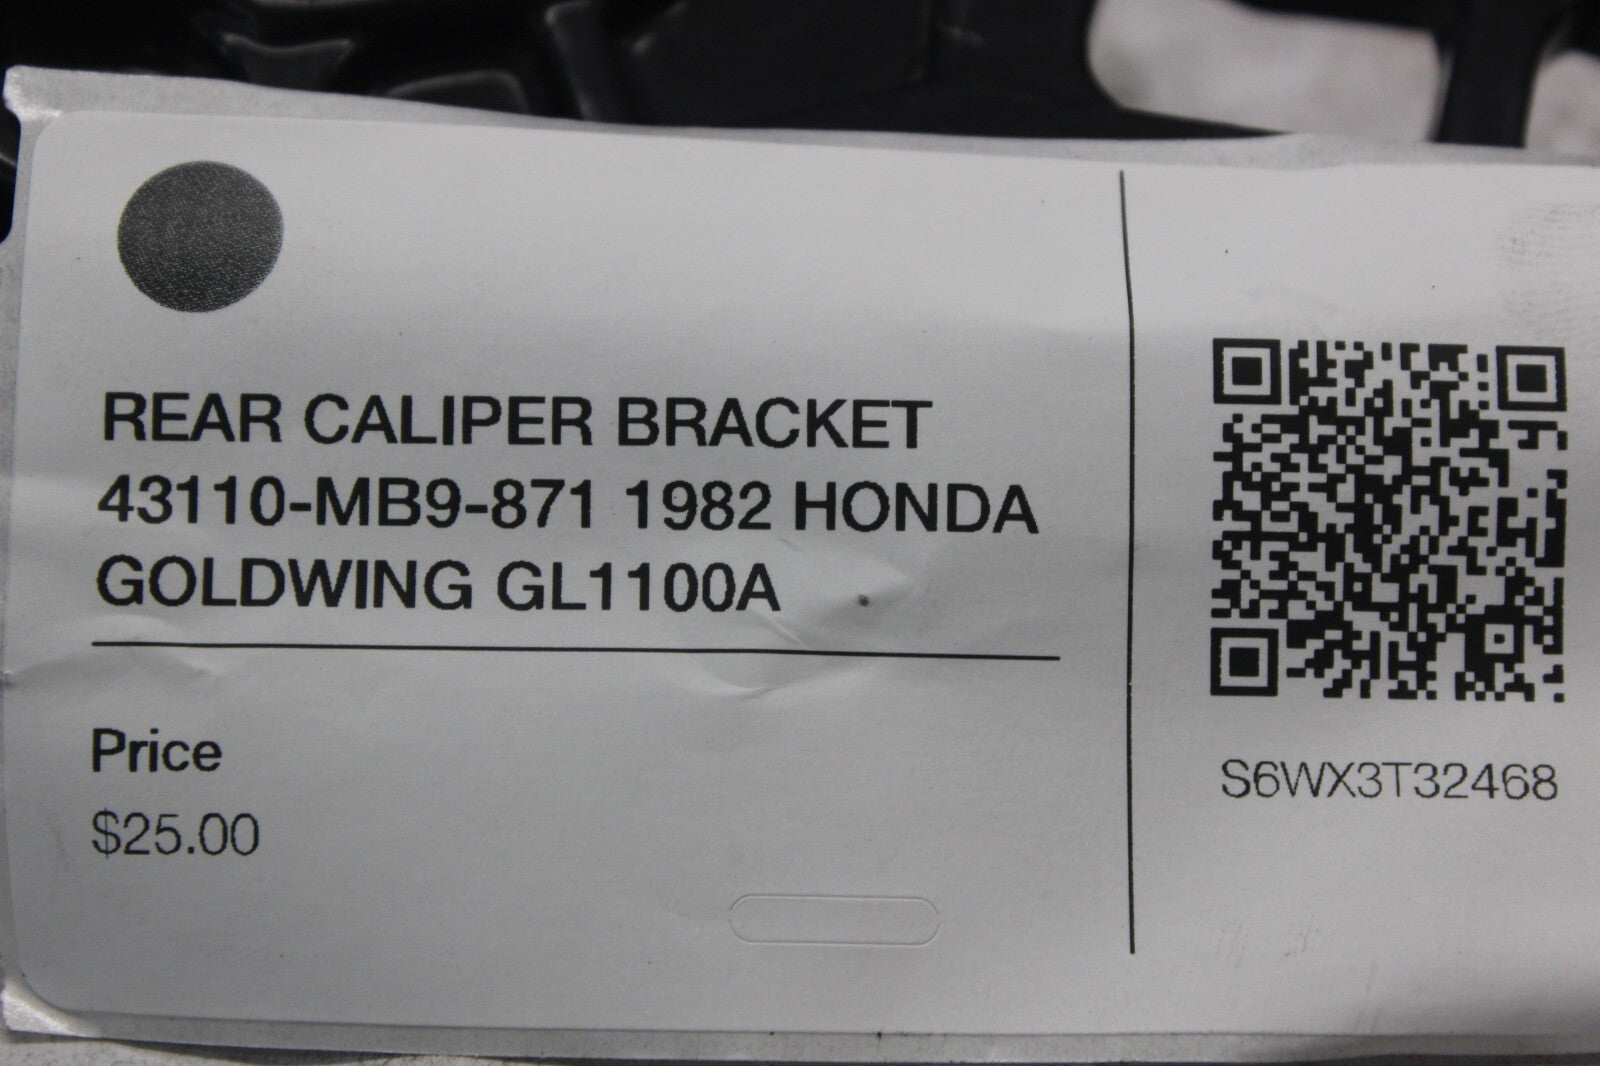 REAR CALIPER BRACKET
43110-MB9-871 1982 HONDA
GOLDWING GL1100A
Price
$25.00
S6WX3T32468